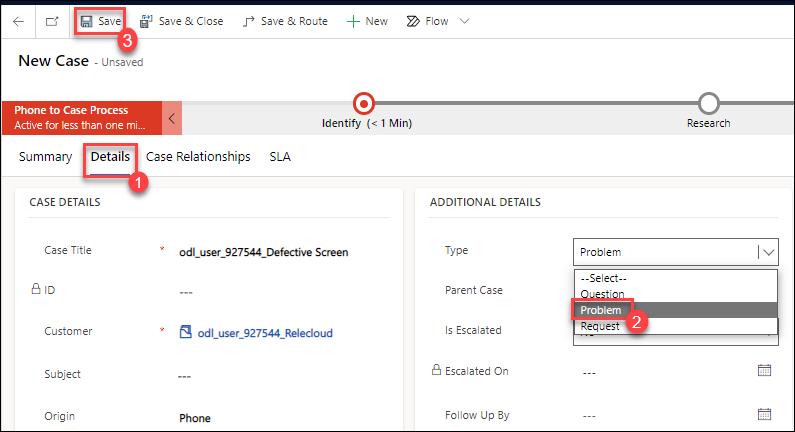 Save Save & Close Save & Route New Flow
3
New Case - Unsaved
Phone to Case Process
Active for less than one mi...
Identify (< 1 Min)
Research
Summary Details Case Relationships SLA
1
CASE DETAILS
Case Title * odl_user_927544_Defective Screen
ID ---
Customer * odl_user_927544_Relecloud
Subject ---
Origin Phone
ADDITIONAL DETAILS
Type Problem
--Select--
Question
Problem
2
Request
Parent Case
Is Escalated
Escalated On ---
Follow Up By ---